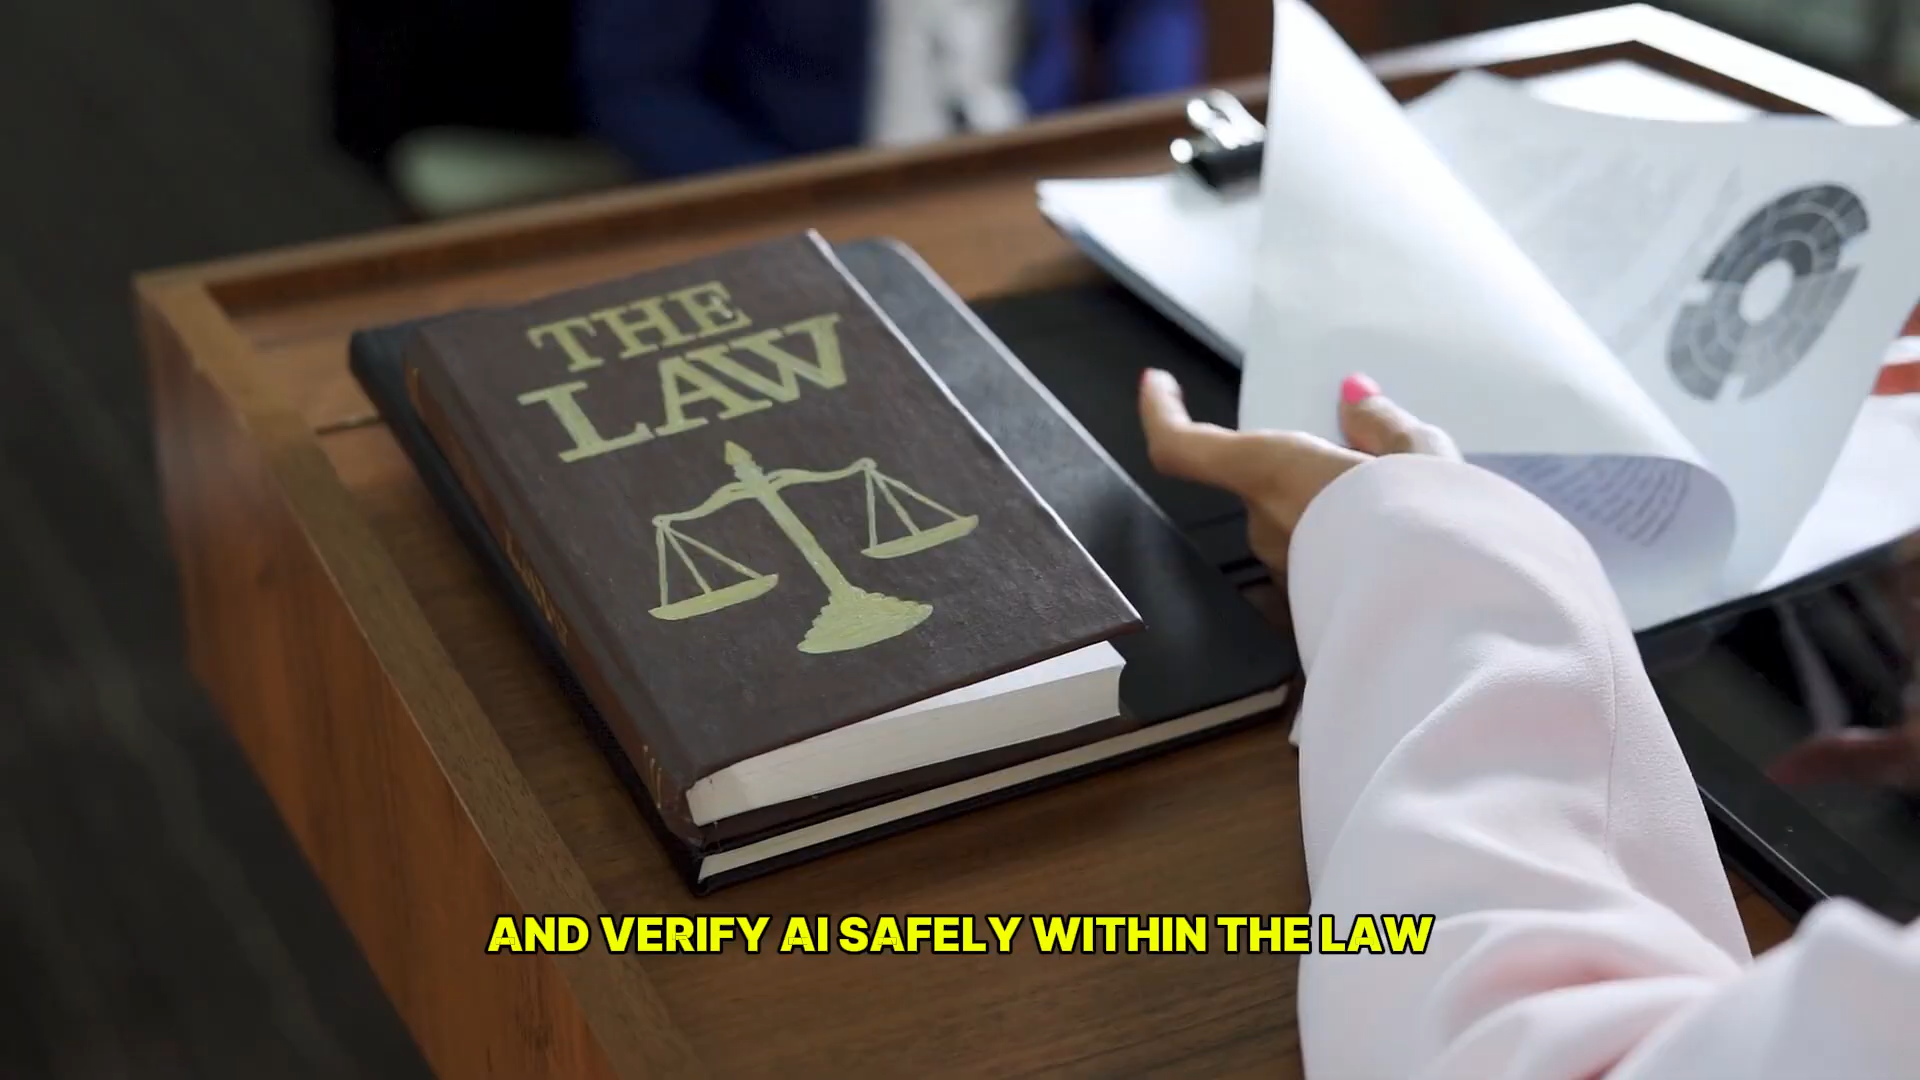 THE
LAW
AND VERIFY AI SAFELY WITHIN THE LAW